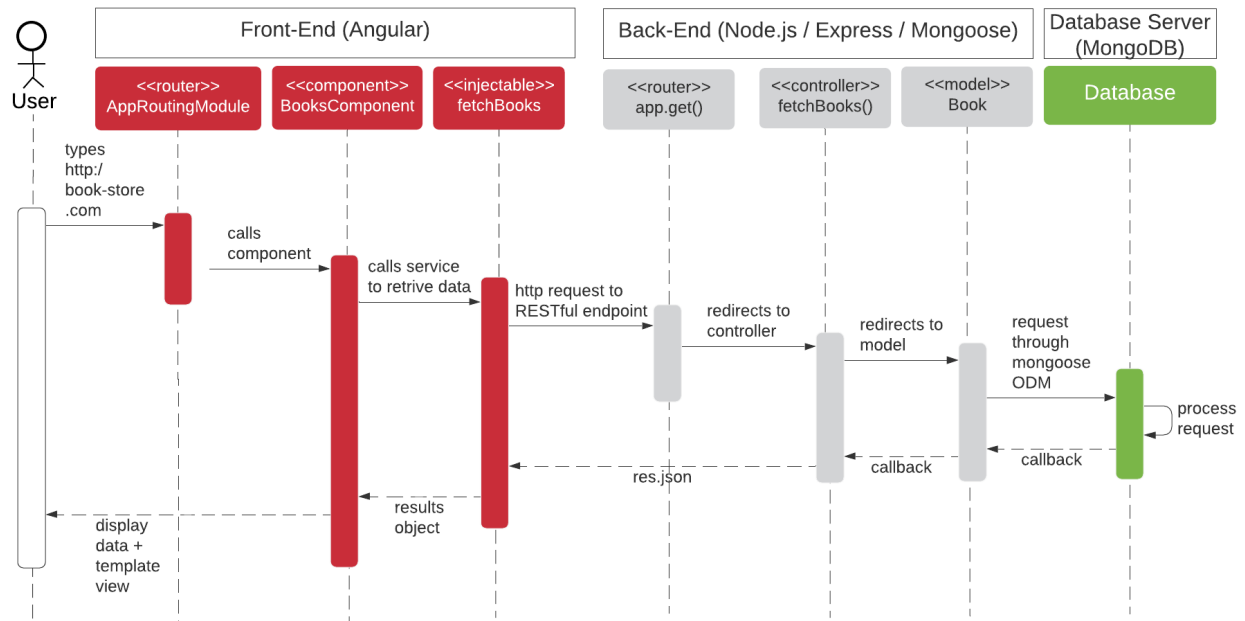 Front-End (Angular)
Back-End (Node.js / Express / Mongoose)
Database Server
(MongoDB)
User
<<router>>
AppRoutingModule
<<component>>
BooksComponent
<<injectable>>
fetchBooks
<<router>>
app.get()
<<controller>>
fetchBooks()
<<model>>
Book
Database
types
http:/
book-store
.com
calls
component
calls service
to retrive data
http request to
RESTful endpoint
redirects to
controller
redirects to
model
request
through
mongoose
ODM
process
request
callback
callback
res.json
results
object
display
data +
template
view